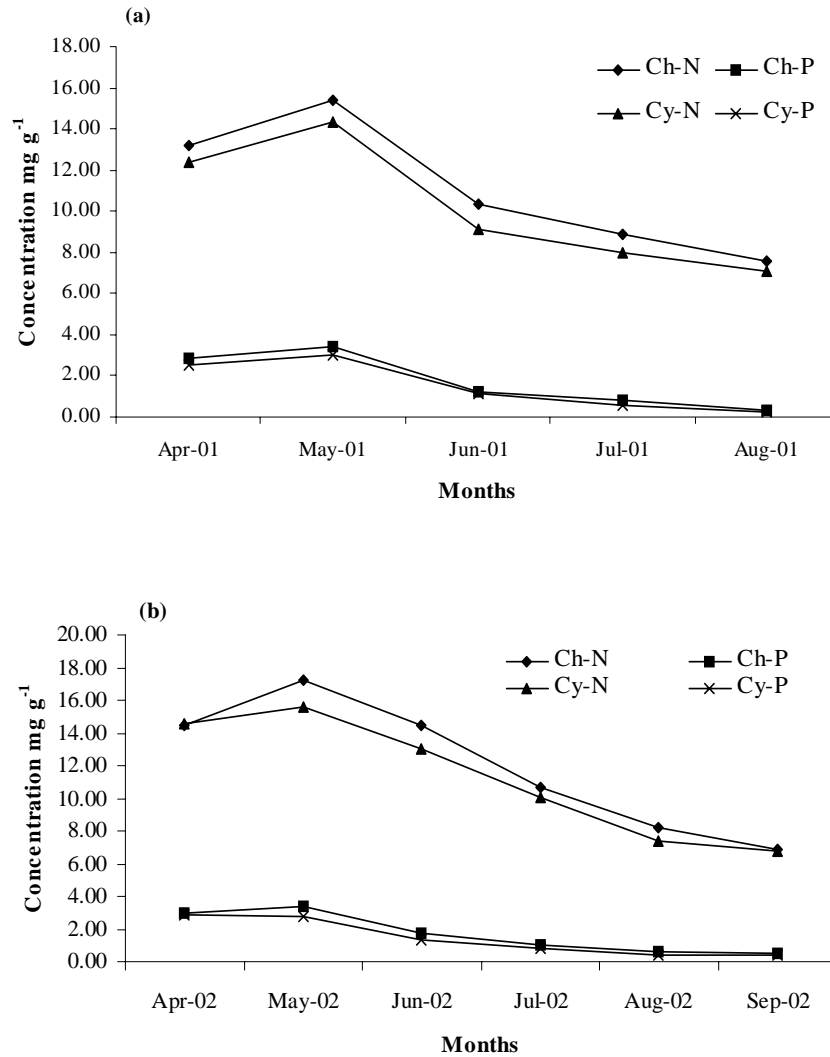 (a)
18.00
16.00
14.00
12.00
10.00
8.00
6.00
4.00
2.00
0.00
Concentration mg g⁻¹
Ch-N Ch-P
Cy-N Cy-P
Apr-01 May-01 Jun-01 Jul-01 Aug-01
Months
(b)
20.00
18.00
16.00
14.00
12.00
10.00
8.00
6.00
4.00
2.00
0.00
Concentration mg g⁻¹
Ch-N Ch-P
Cy-N Cy-P
Apr-02 May-02 Jun-02 Jul-02 Aug-02 Sep-02
Months